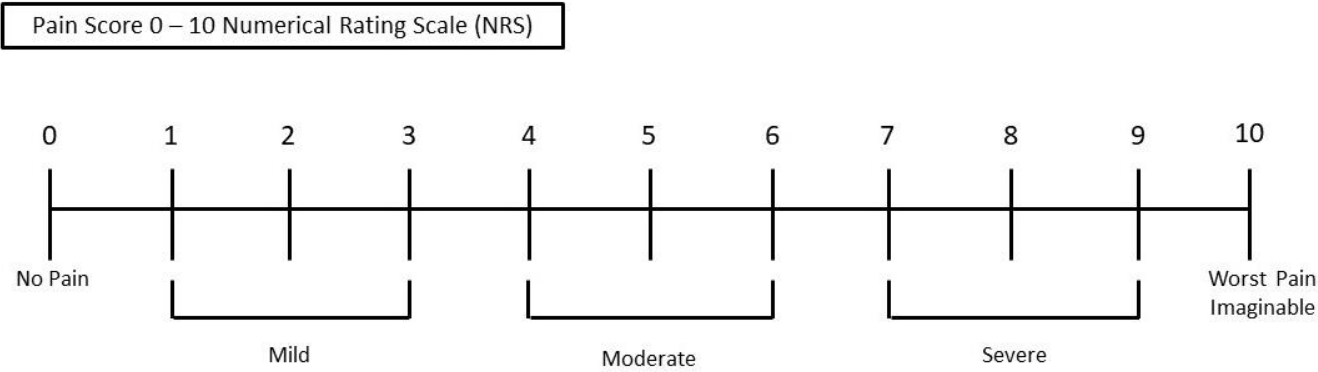 Pain Score 0 – 10 Numerical Rating Scale (NRS)
0 1 2 3 4 5 6 7 8 9 10
No Pain
Worst Pain
Imaginable
Mild
Moderate
Severe